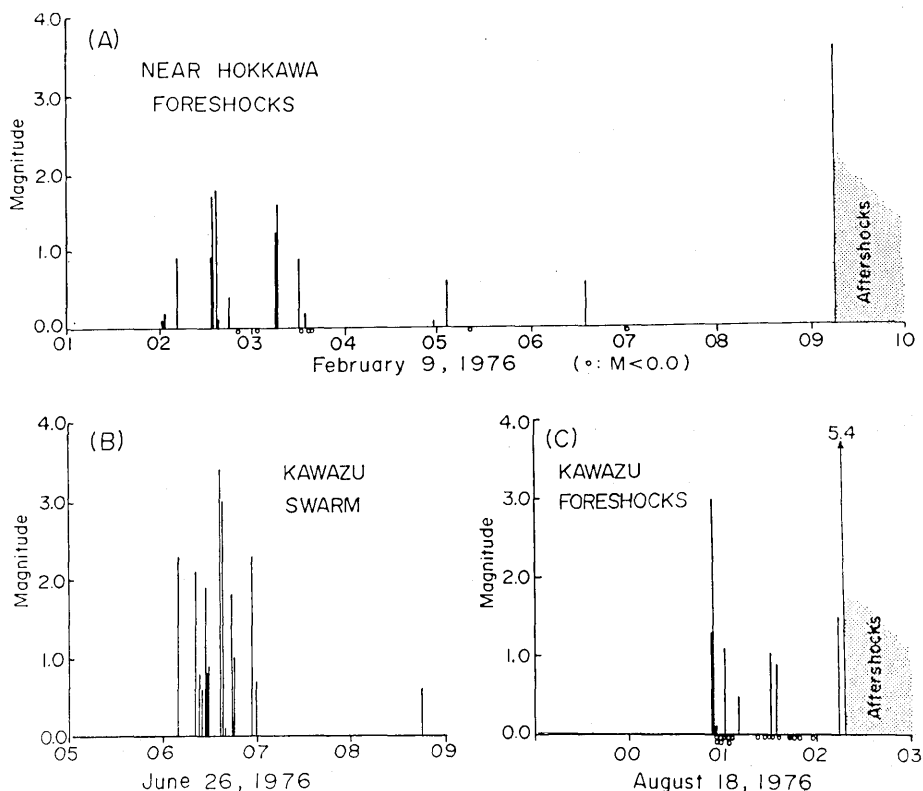 (A)
NEAR HOKKAWA
FORESHOCKS
Magnitude
4.0
3.0
2.0
1.0
0.0
Aftershocks
01 02 03 04 05 06 07 08 09 10
February 9, 1976 (∘: M<0.0)
(B)
KAWAZU
SWARM
Magnitude
4.0
3.0
2.0
1.0
0.0
05 06 07 08 09
June 26, 1976
(C)
KAWAZU
FORESHOCKS
5.4
Magnitude
4.0
3.0
2.0
1.0
0.0
Aftershocks
00 01 02 03
August 18, 1976